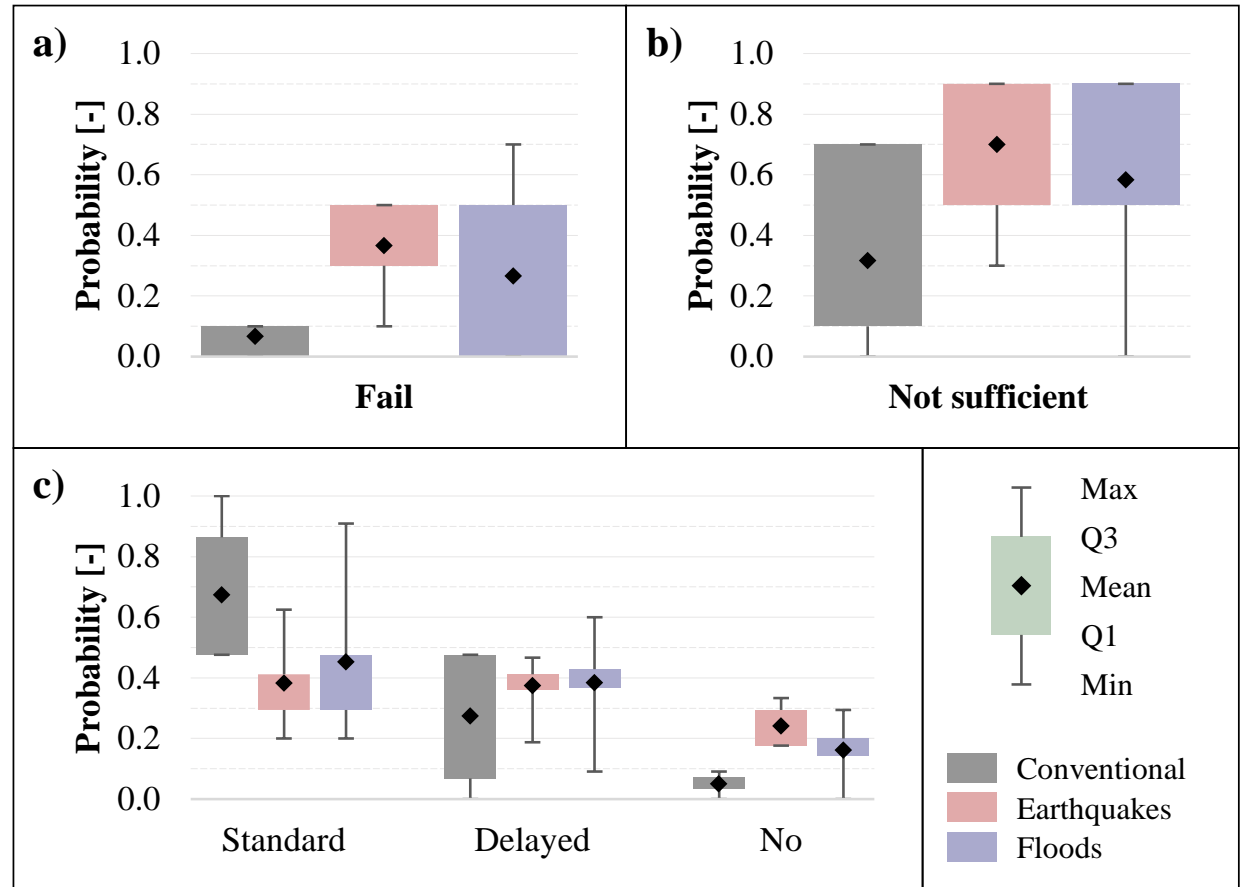 a)
Probability [-]
1.0
0.8
0.6
0.4
0.2
0.0
Fail
b)
Probability [-]
1.0
0.8
0.6
0.4
0.2
0.0
Not sufficient
c)
Probability [-]
1.0
0.8
0.6
0.4
0.2
0.0
Standard
Delayed
No
Max
Q3
Mean
Q1
Min
Conventional
Earthquakes
Floods